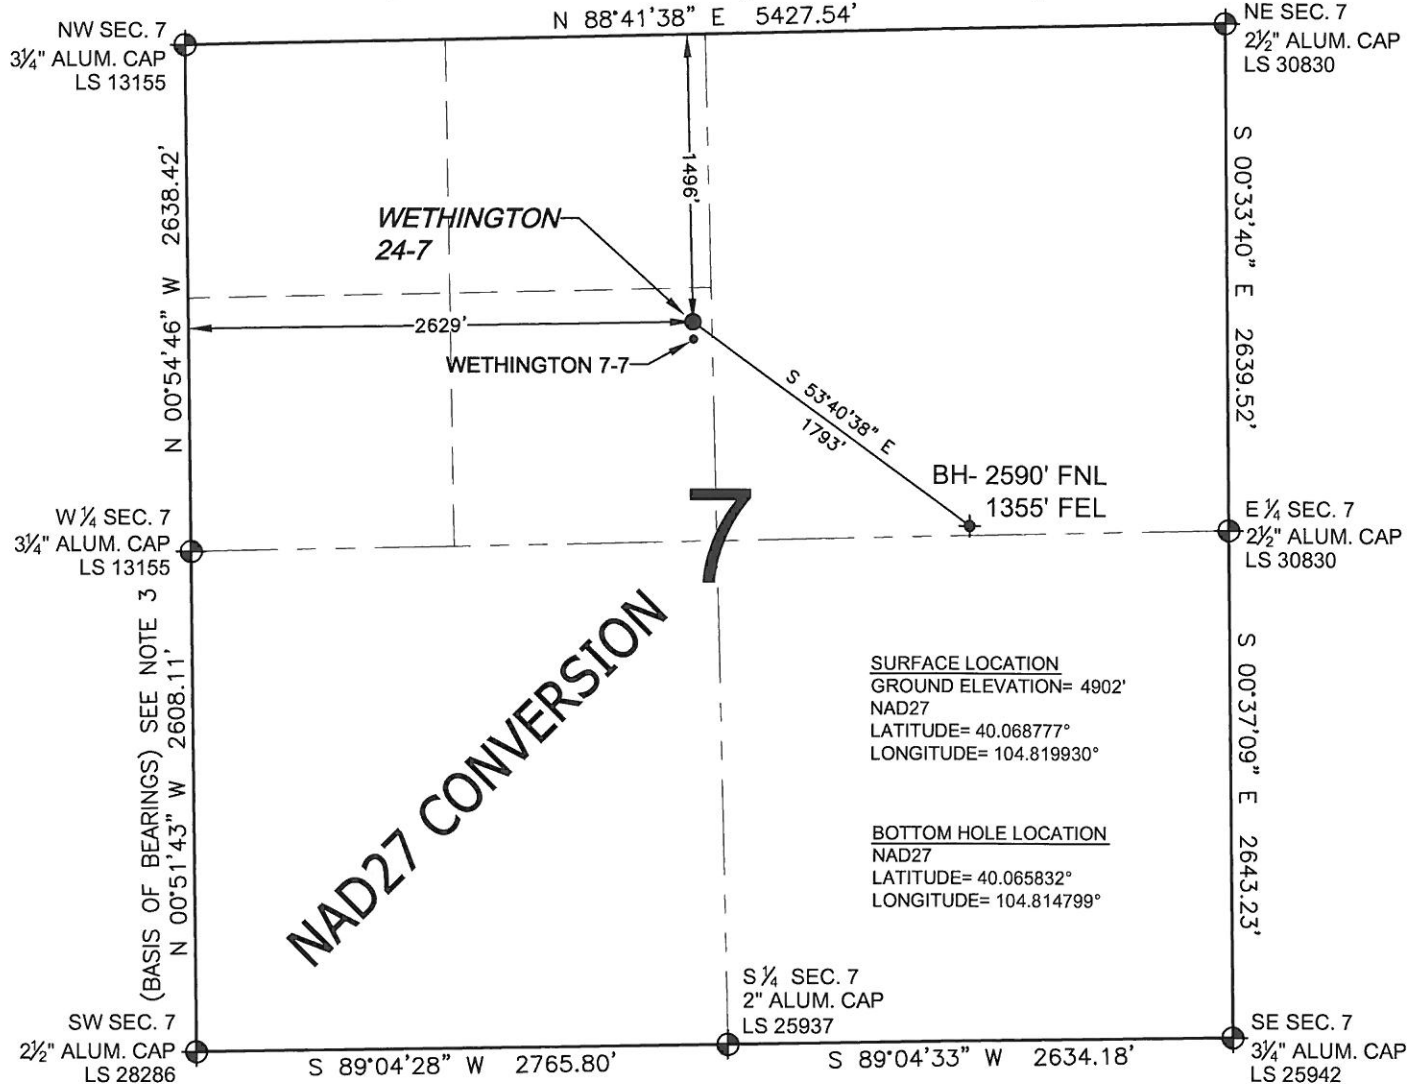 N 88°41'38" E 5427.54'
NW SEC. 7
3¼" ALUM. CAP
LS 13155
NE SEC. 7
2½" ALUM. CAP
LS 30830
N 00°54'46" W 2638.42'
S 00°33'40" E 2639.52'
1496'
WETHINGTON
24-7
2629'
WETHINGTON 7-7
S 53°40'38" E
1793'
BH- 2590' FNL
1355' FEL
7
W ¼ SEC. 7
3¼" ALUM. CAP
LS 13155
E ¼ SEC. 7
2½" ALUM. CAP
LS 30830
(BASIS OF BEARINGS) SEE NOTE 3
N 00°51'43" W 2608.11'
NAD27 CONVERSION
SURFACE LOCATION
GROUND ELEVATION= 4902'
NAD27
LATITUDE= 40.068777°
LONGITUDE= 104.819930°
BOTTOM HOLE LOCATION
NAD27
LATITUDE= 40.065832°
LONGITUDE= 104.814799°
S 00°37'09" E 2643.23'
S ¼ SEC. 7
2" ALUM. CAP
LS 25937
SW SEC. 7
2½" ALUM. CAP
LS 28286
S 89°04'28" W 2765.80'
S 89°04'33" W 2634.18'
SE SEC. 7
3¼" ALUM. CAP
LS 25942